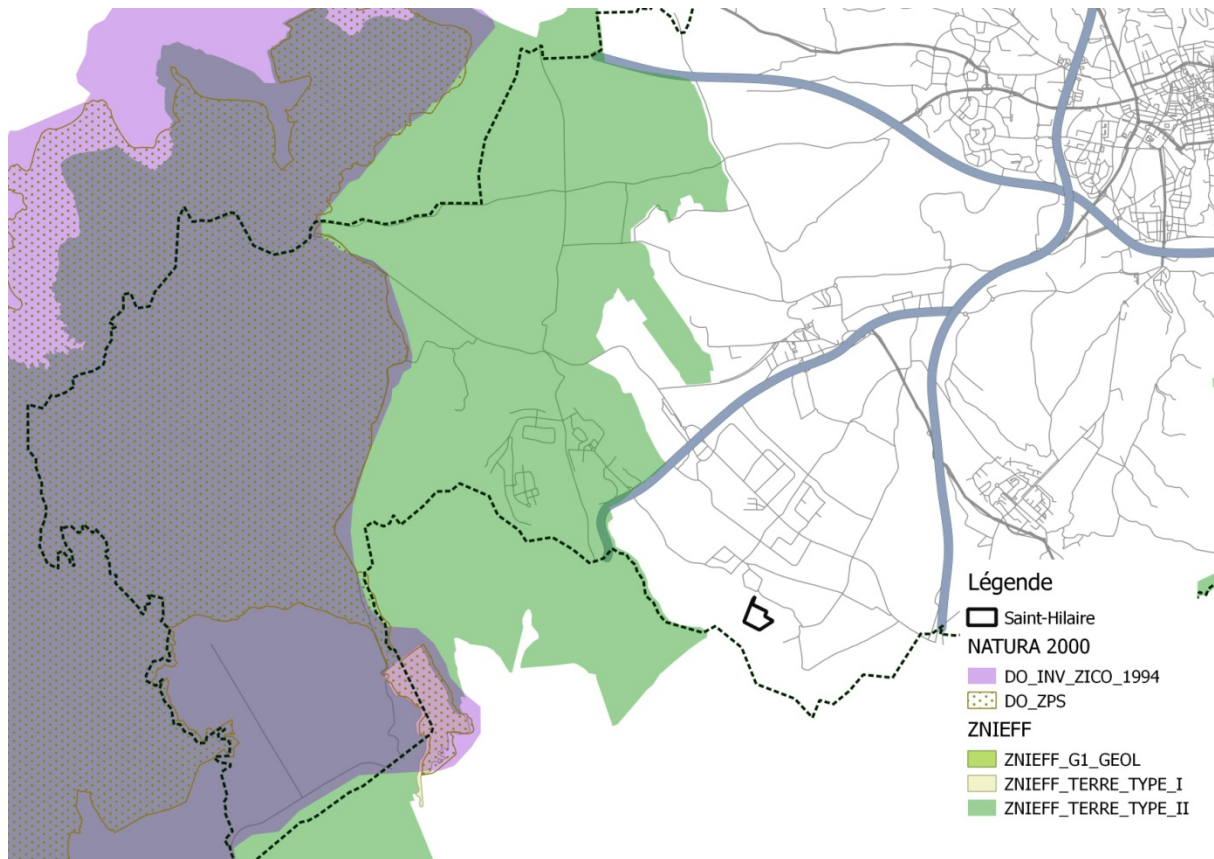 Légende
Saint-Hilaire
NATURA 2000
DO_INV_ZICO_1994
DO_ZPS
ZNIEFF
ZNIEFF_G1_GEOL
ZNIEFF_TERRE_TYPE_I
ZNIEFF_TERRE_TYPE_II